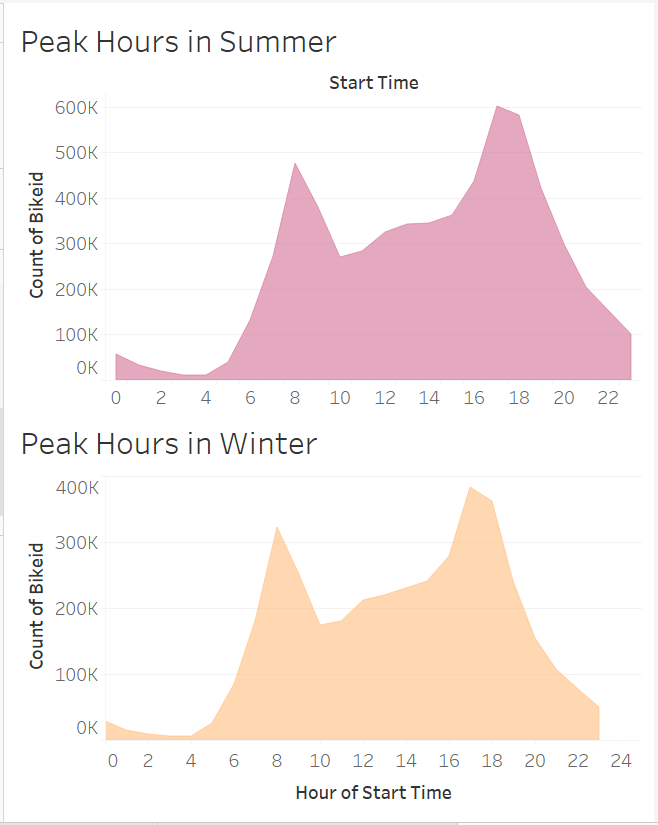 Peak Hours in Summer
Start Time
600K
500K
400K
300K
200K
100K
0K
Count of Bikeid
0 2 4 6 8 10 12 14 16 18 20 22
Peak Hours in Winter
400K
300K
200K
100K
0K
Count of Bikeid
0 2 4 6 8 10 12 14 16 18 20 22 24
Hour of Start Time